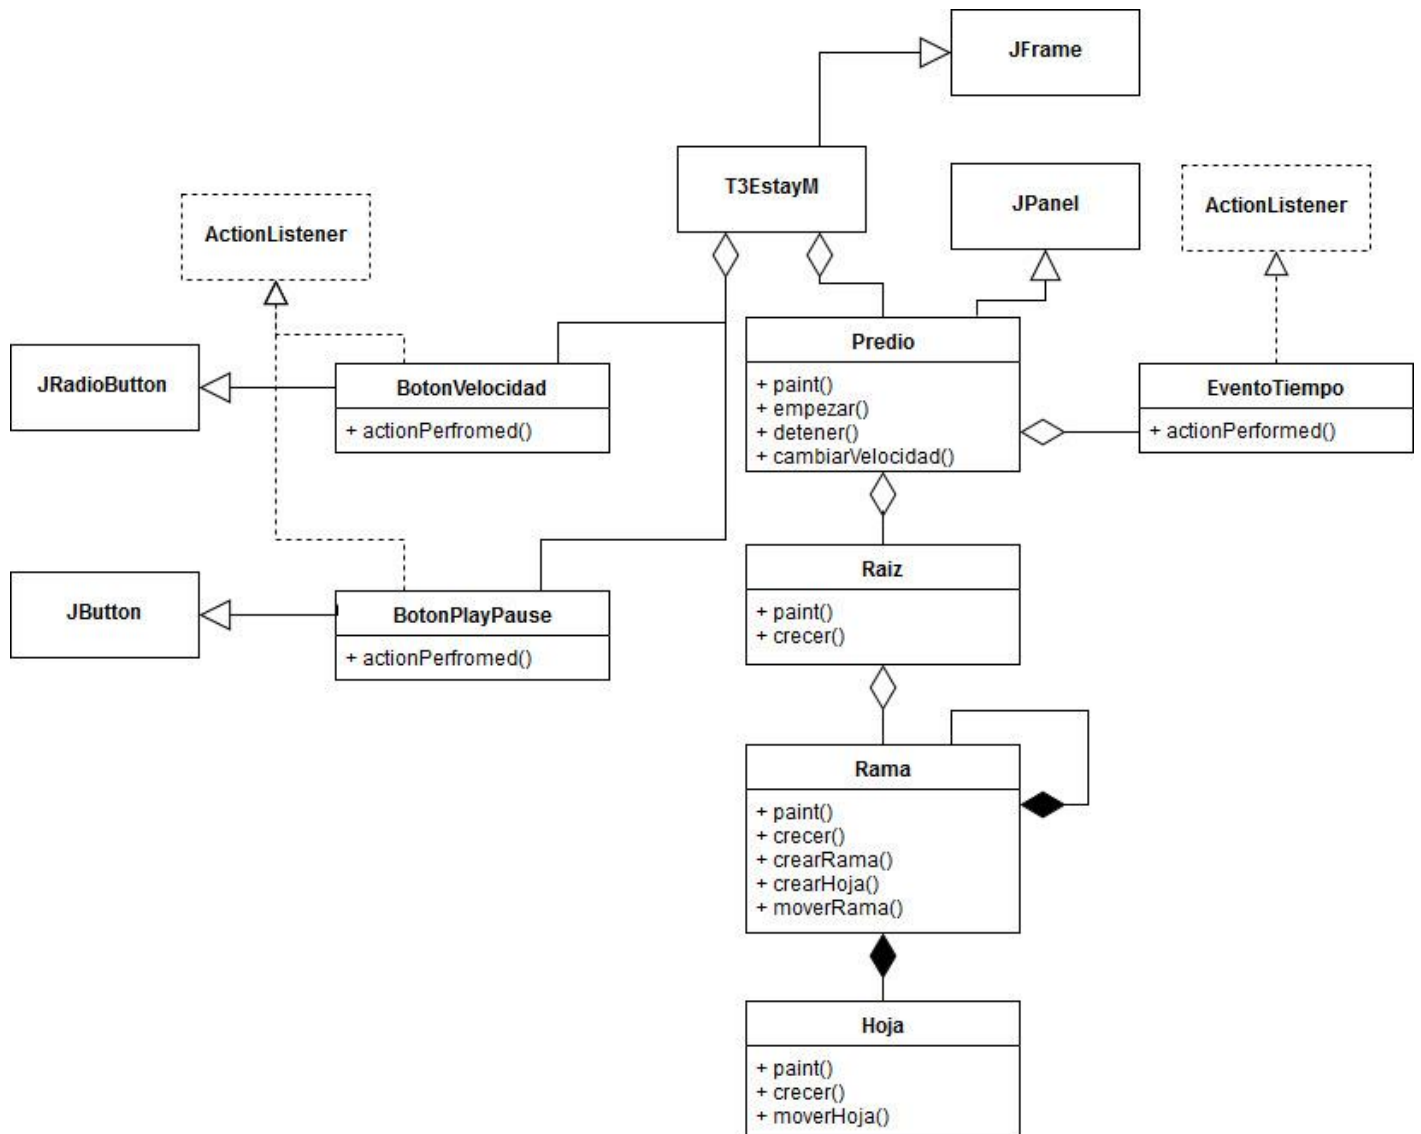 JFrame
T3EstayM
JPanel
ActionListener
ActionListener
Predio
+ paint()
+ empezar()
+ detener()
+ cambiarVelocidad()
JRadioButton
BotonVelocidad
+ actionPerfromed()
EventoTiempo
+ actionPerformed()
Raiz
+ paint()
+ crecer()
JButton
BotonPlayPause
+ actionPerfromed()
Rama
+ paint()
+ crecer()
+ crearRama()
+ crearHoja()
+ moverRama()
Hoja
+ paint()
+ crecer()
+ moverHoja()